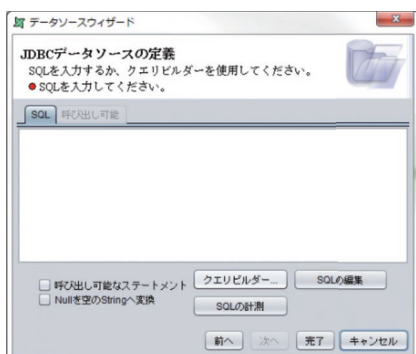 データソースウィザード
JDBCデータソースの定義
SQLを入力するか、クエリビルダーを使用してください。
SQLを入力してください。
SQL 呼び出し可能
呼び出し可能なステートメント クエリビルダー... SQLの編集
Nullを空のStringへ変換 SQLの計測
前へ 次へ 完了 キャンセル